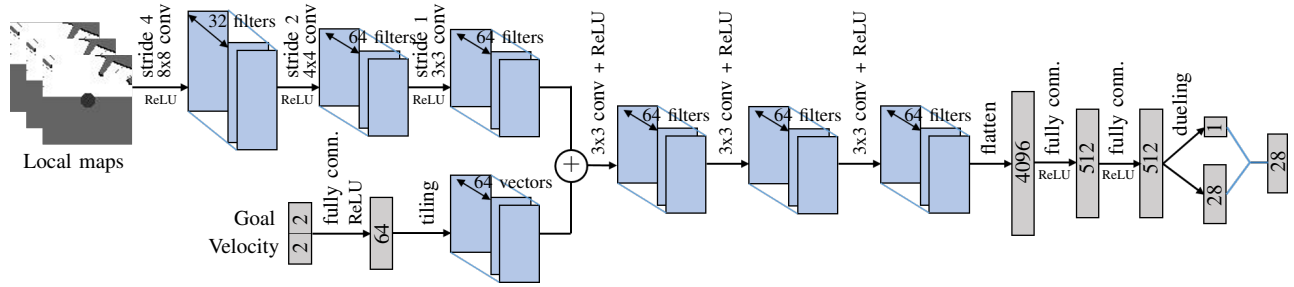 stride 4
8x8 conv
ReLU
32 filters
stride 2
4x4 conv
ReLU
64 filters
stride 1
3x3 conv
ReLU
64 filters
Local maps
Goal
Velocity
2
2
fully conn.
ReLU
64
tiling
64 vectors
+
3x3 conv + ReLU
64 filters
3x3 conv + ReLU
64 filters
3x3 conv + ReLU
64 filters
flatten
4096
fully conn.
ReLU
512
fully conn.
ReLU
512
dueling
1
28
28